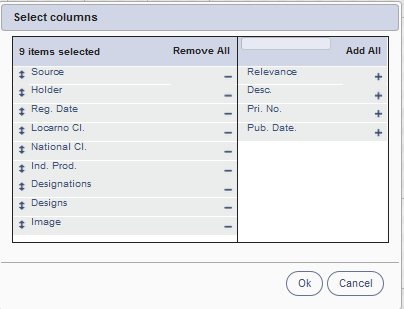 Select columns
9 items selected Remove All Add All
Source
Holder
Reg. Date
Locarno Cl.
National Cl.
Ind. Prod.
Designations
Designs
Image
Relevance
Desc.
Pri. No.
Pub. Date.
Ok Cancel